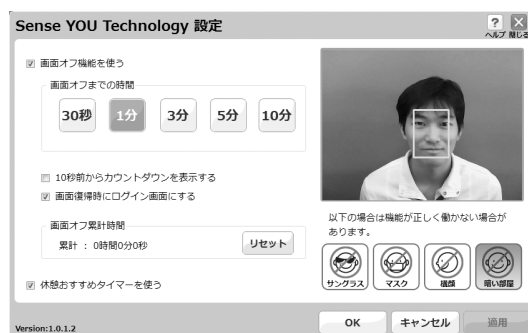 Sense YOU Technology 設定
ヘルプ 閉じる
画面オフ機能を使う
画面オフまでの時間
30秒 1分 3分 5分 10分
10秒前からカウントダウンを表示する
画面復帰時にログイン画面にする
画面オフ累計時間
累計 : 0時間0分0秒 リセット
休憩おすすめタイマーを使う
以下の場合は機能が正しく働かない場合が
あります。
サングラス マスク 横顔 暗い部屋
Version:1.0.1.2
OK キャンセル 適用